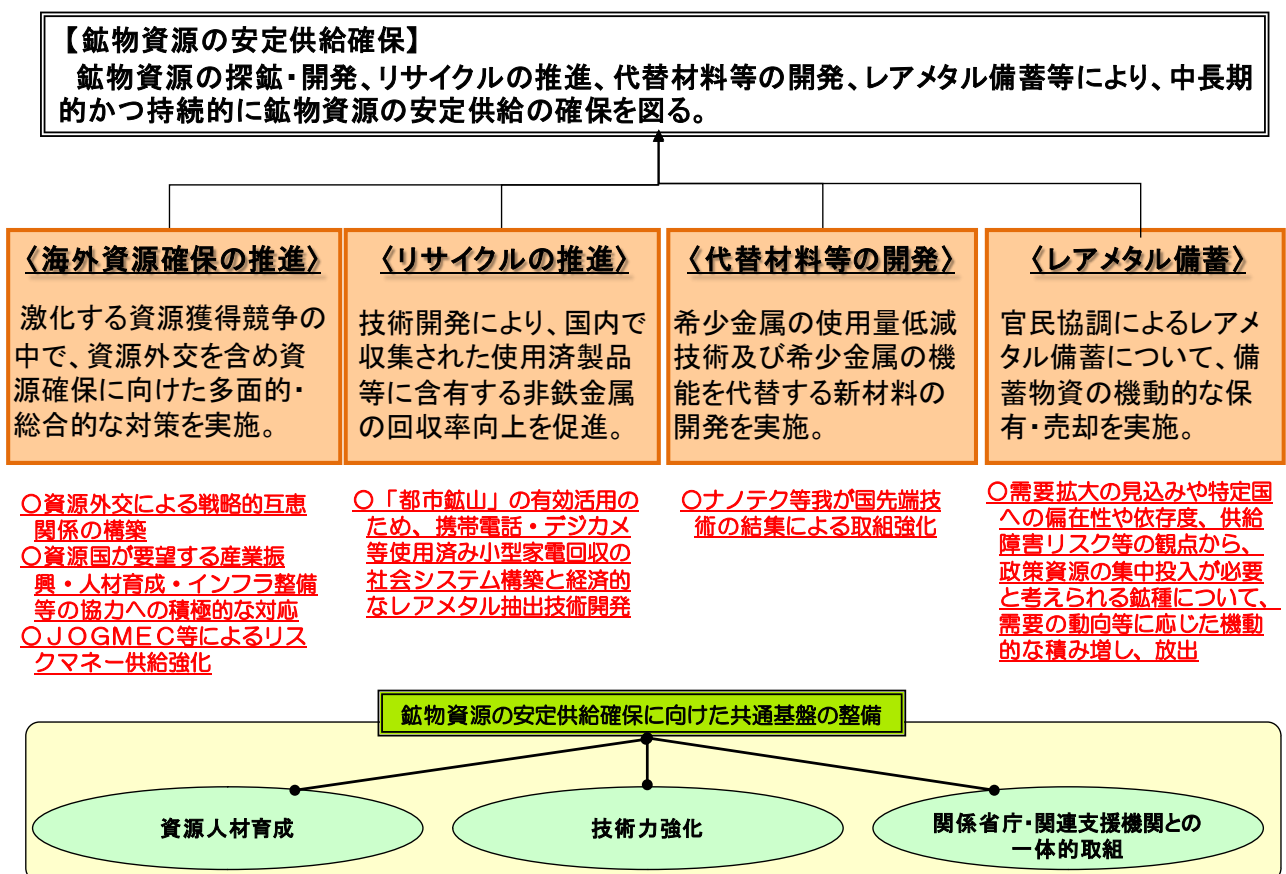 【鉱物資源の安定供給確保】
鉱物資源の探鉱・開発、リサイクルの推進、代替材料等の開発、レアメタル備蓄等により、中長期
的かつ持続的に鉱物資源の安定供給の確保を図る。
〈海外資源確保の推進〉
激化する資源獲得競争の
中で、資源外交を含め資
源確保に向けた多面的・
総合的な対策を実施。
〈リサイクルの推進〉
技術開発により、国内で
収集された使用済製品
等に含有する非鉄金属
の回収率向上を促進。
〈代替材料等の開発〉
希少金属の使用量低減
技術及び希少金属の機
能を代替する新材料の
開発を実施。
〈レアメタル備蓄〉
官民協調によるレアメ
タル備蓄について、備
蓄物資の機動的な保
有・売却を実施。
○資源外交による戦略的互恵
関係の構築
○資源国が要望する産業振
興・人材育成・インフラ整備
等の協力への積極的な対応
○JOGMEC等によるリス
クマネー供給強化
○「都市鉱山」の有効活用の
ため、携帯電話・デジカメ
等使用済み小型家電回収の
社会システム構築と経済的
なレアメタル抽出技術開発
○ナノテク等我が国先端技
術の結集による取組強化
○需要拡大の見込みや特定国
への偏在性や依存度、供給
障害リスク等の観点から、
政策資源の集中投入が必要
と考えられる鉱種について、
需要の動向等に応じた機動
的な積み増し、放出
鉱物資源の安定供給確保に向けた共通基盤の整備
資源人材育成
技術力強化
関係省庁・関連支援機関との
一体的取組